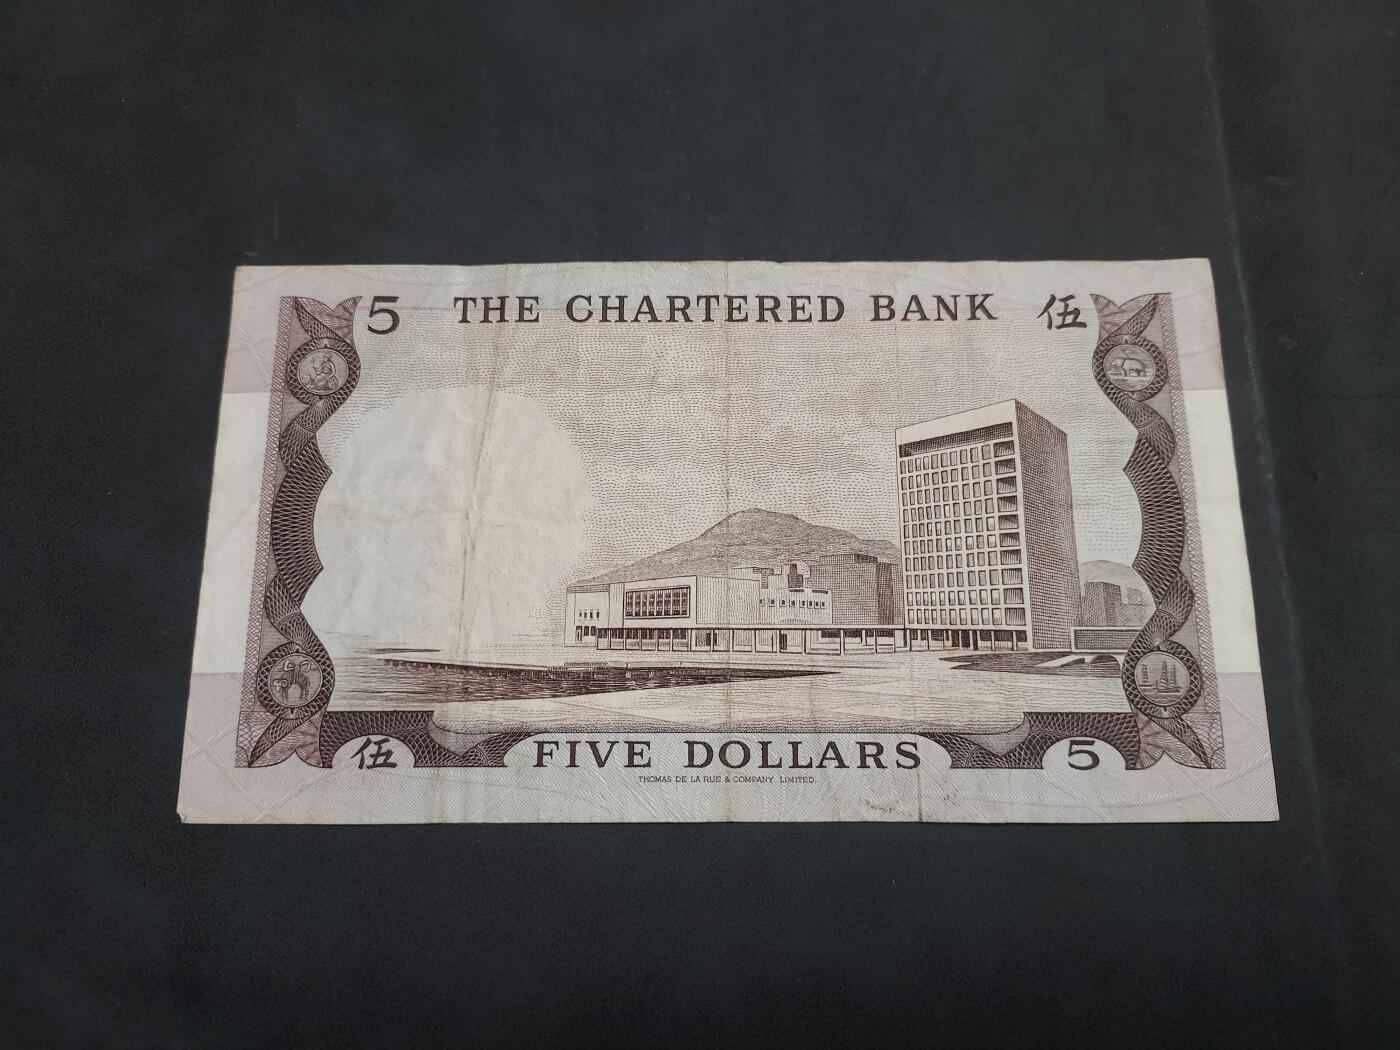 5 THE CHARTERED BANK 伍
伍 FIVE DOLLARS 5
THOMAS DE LA RUE & COMPANY, LIMITED.